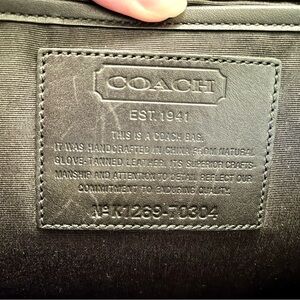 COACH
EST. 1941
THIS IS A COACH BAG.
IT WAS HANDCRAFTED IN CHINA FROM NATURAL
GLOVE-TANNED LEATHER. ITS SUPERIOR CRAFTS-
MANSHIP AND ATTENTION TO DETAIL REFLECT OUR
COMMITMENT TO ENDURING QUALITY.
Nº K1269-T0304